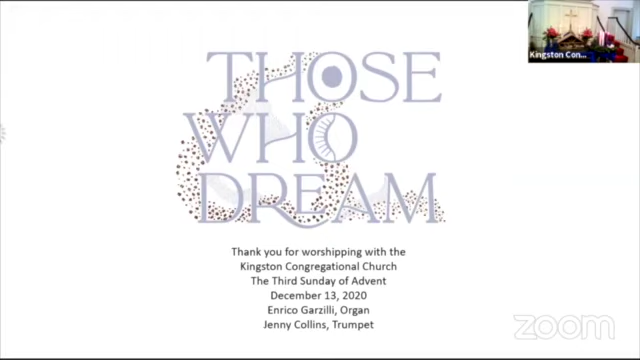 THOSE
WHO
DREAM
Thank you for worshipping with the
Kingston Congregational Church
The Third Sunday of Advent
December 13, 2020
Enrico Garzilli, Organ
Jenny Collins, Trumpet
Kingston Con...
zoom